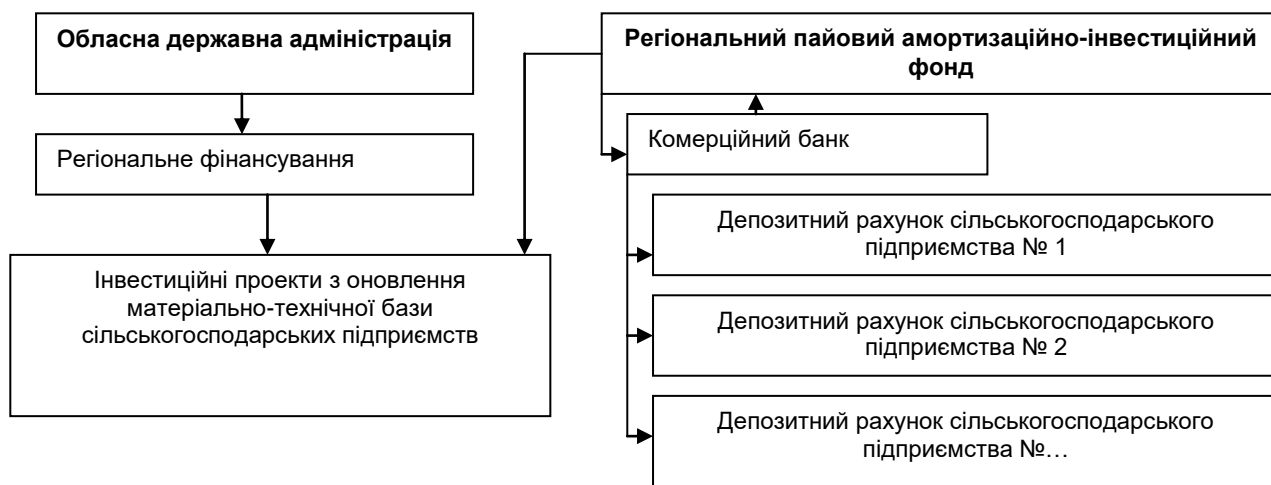 Обласна державна адміністрація
Регіональне фінансування
Інвестиційні проекти з оновлення
матеріально-технічної бази
сільськогосподарських підприємств
Регіональний пайовий амортизаційно-інвестиційний
фонд
Комерційний банк
Депозитний рахунок сільськогосподарського
підприємства № 1
Депозитний рахунок сільськогосподарського
підприємства № 2
Депозитний рахунок сільськогосподарського
підприємства №…